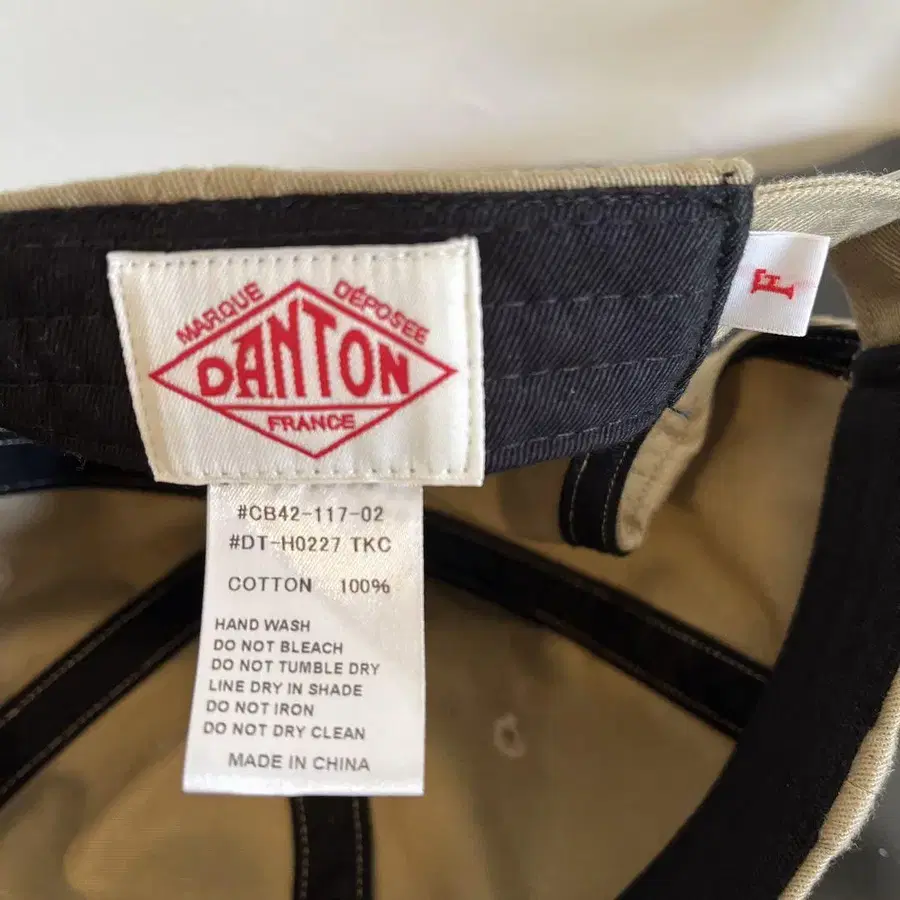 MARQUE DÉPOSÉE
DANTON
FRANCE
F
#CB42-117-02
#DT-H0227 TKC
COTTON 100%
HAND WASH
DO NOT BLEACH
DO NOT TUMBLE DRY
LINE DRY IN SHADE
DO NOT IRON
DO NOT DRY CLEAN
MADE IN CHINA